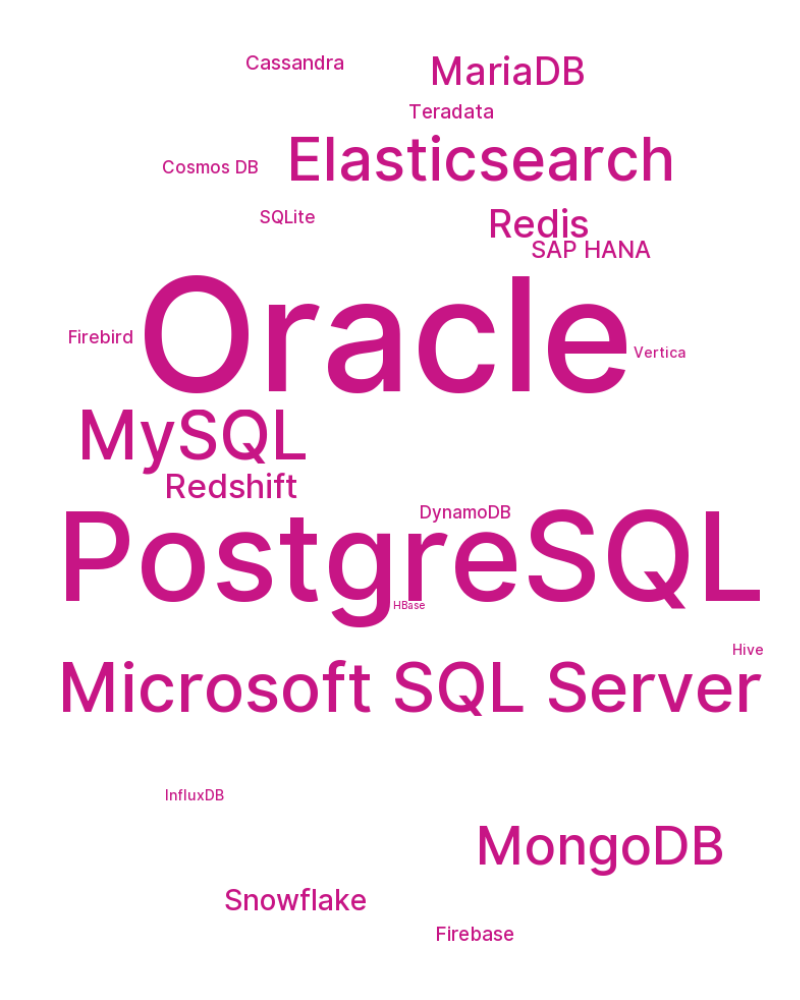 Cassandra
MariaDB
Teradata
Elasticsearch
Cosmos DB
SQLite
Redis
SAP HANA
Oracle
Firebird
Vertica
MySQL
Redshift
DynamoDB
PostgreSQL
HBase
Hive
Microsoft SQL Server
InfluxDB
MongoDB
Snowflake
Firebase